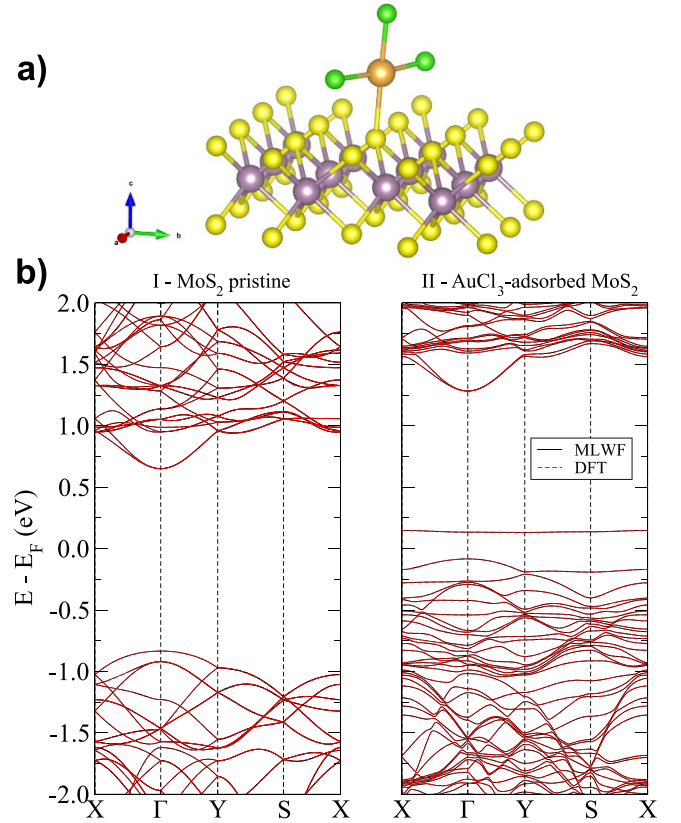 a)
c
a
b
b)
I - MoS₂ pristine
II - AuCl₃-adsorbed MoS₂
E - E_F (eV)
2.0
1.5
1.0
0.5
0.0
-0.5
-1.0
-1.5
-2.0
MLWF
DFT
X Γ Y S X
X Γ Y S X